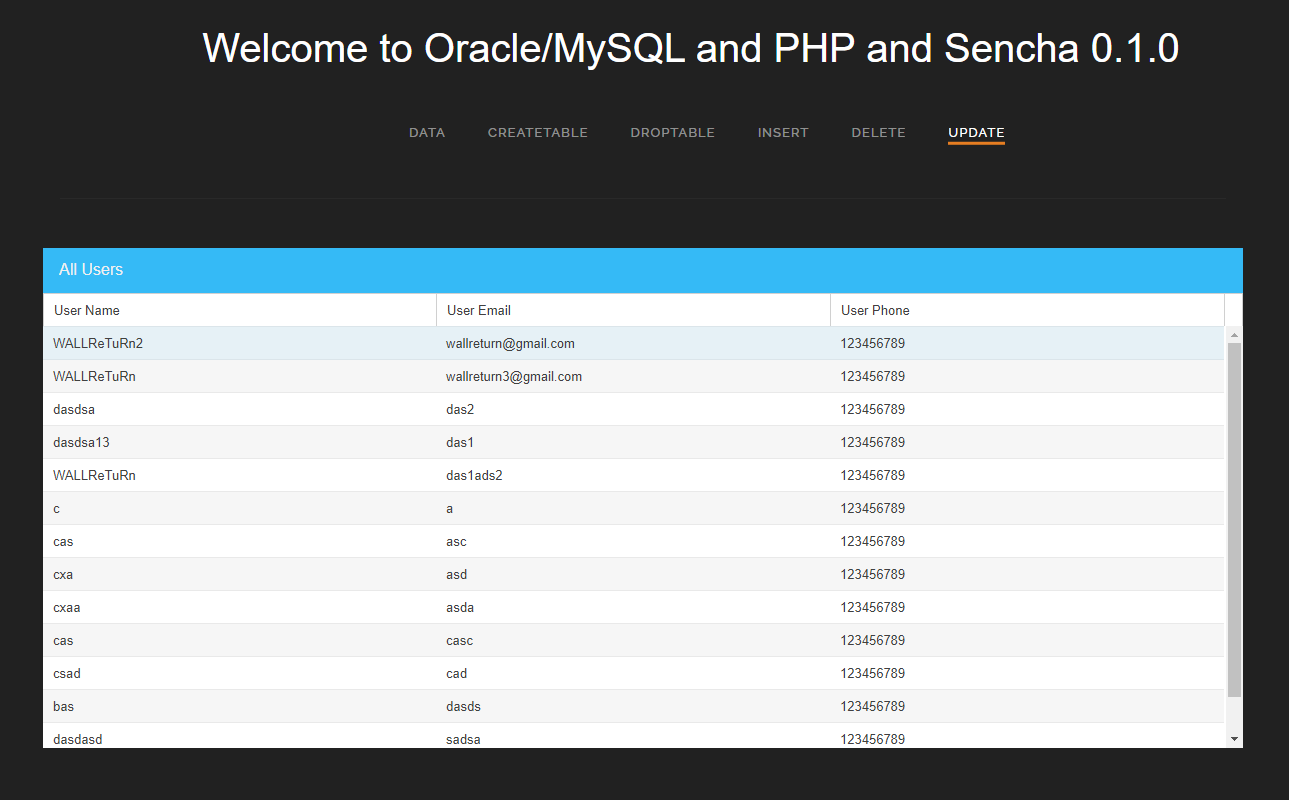 Welcome to Oracle/MySQL and PHP and Sencha 0.1.0
DATA CREATETABLE DROPTABLE INSERT DELETE UPDATE
All Users
User Name User Email User Phone
WALLReTuRn2 wallreturn@gmail.com 123456789
WALLReTuRn wallreturn3@gmail.com 123456789
dasdsa das2 123456789
dasdsa13 das1 123456789
WALLReTuRn das1ads2 123456789
c a 123456789
cas asc 123456789
cxa asd 123456789
cxaa asda 123456789
cas casc 123456789
csad cad 123456789
bas dasds 123456789
dasdasd sadsa 123456789